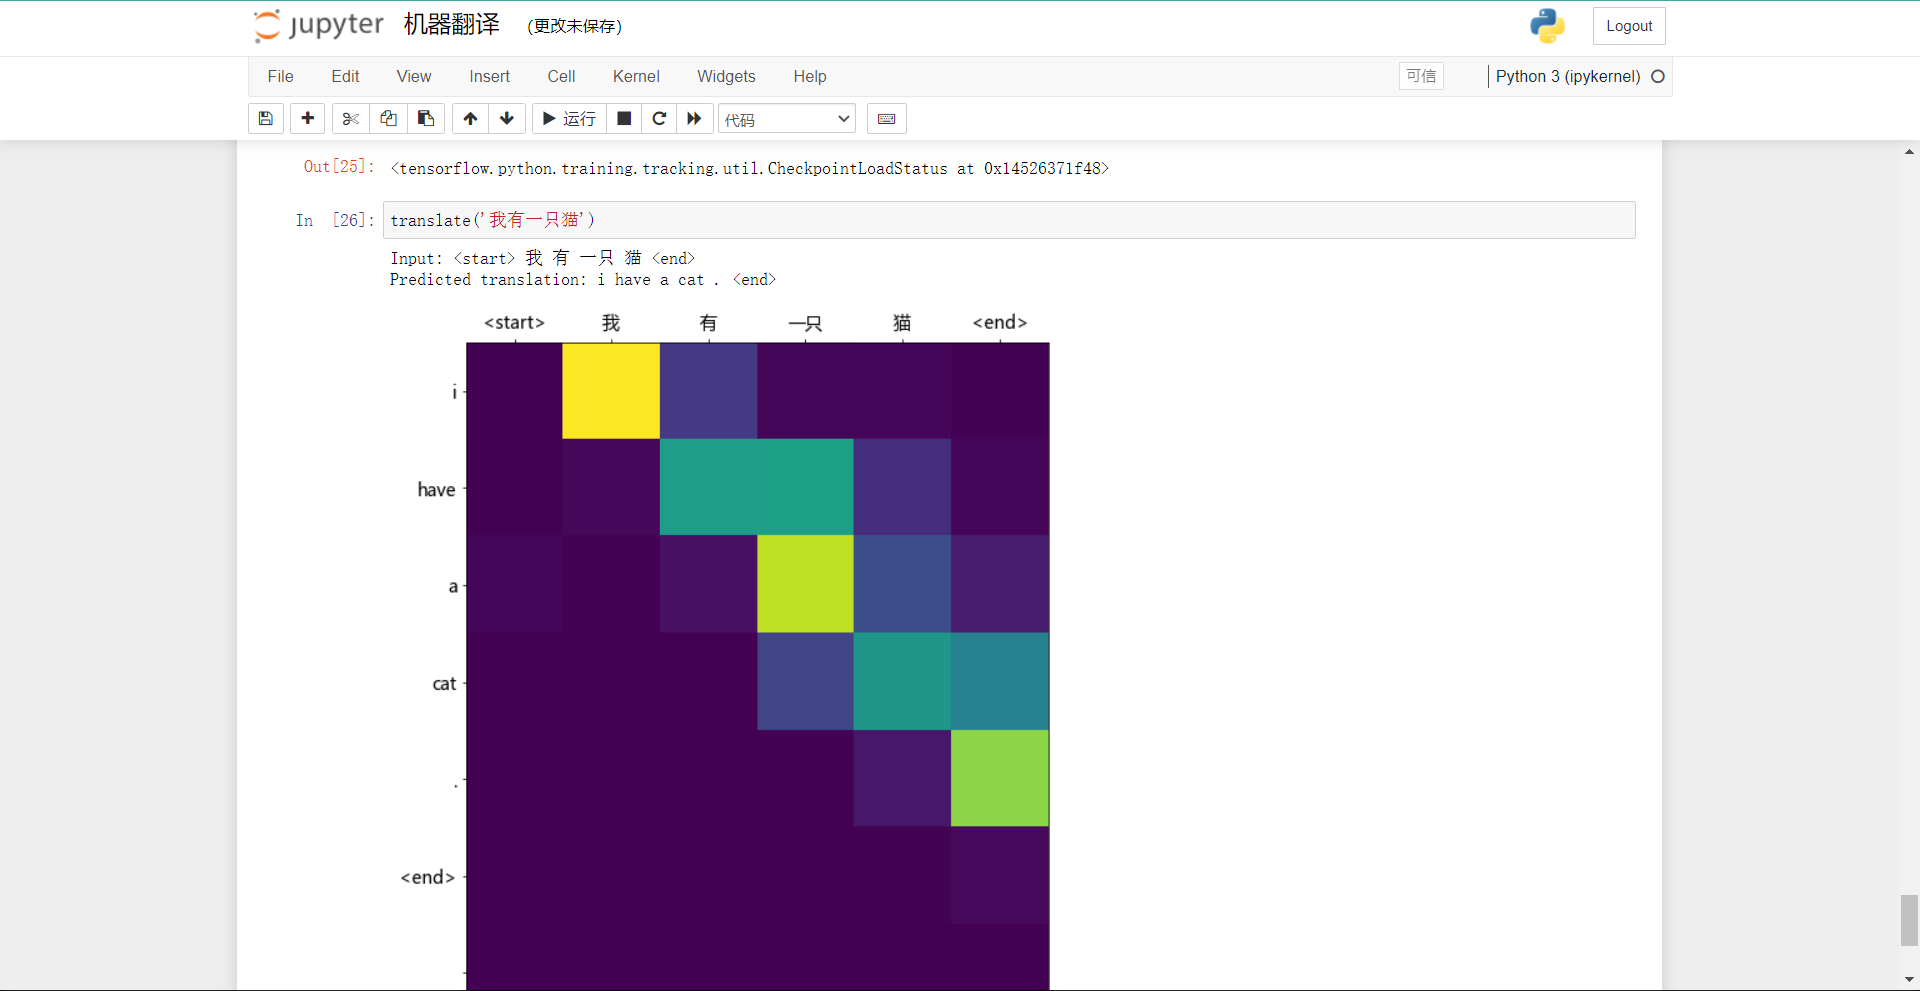 jupyter 机器翻译 (更改未保存) Logout
File Edit View Insert Cell Kernel Widgets Help 可信 Python 3 (ipykernel)
运行 代码
Out[25]: <tensorflow.python.training.tracking.util.CheckpointLoadStatus at 0x14526371f48>
In [26]: translate('我有一只猫')
Input: <start> 我 有 一只 猫 <end>
Predicted translation: i have a cat . <end>
<start> 我 有 一只 猫 <end>
i
have
a
cat
.
<end>